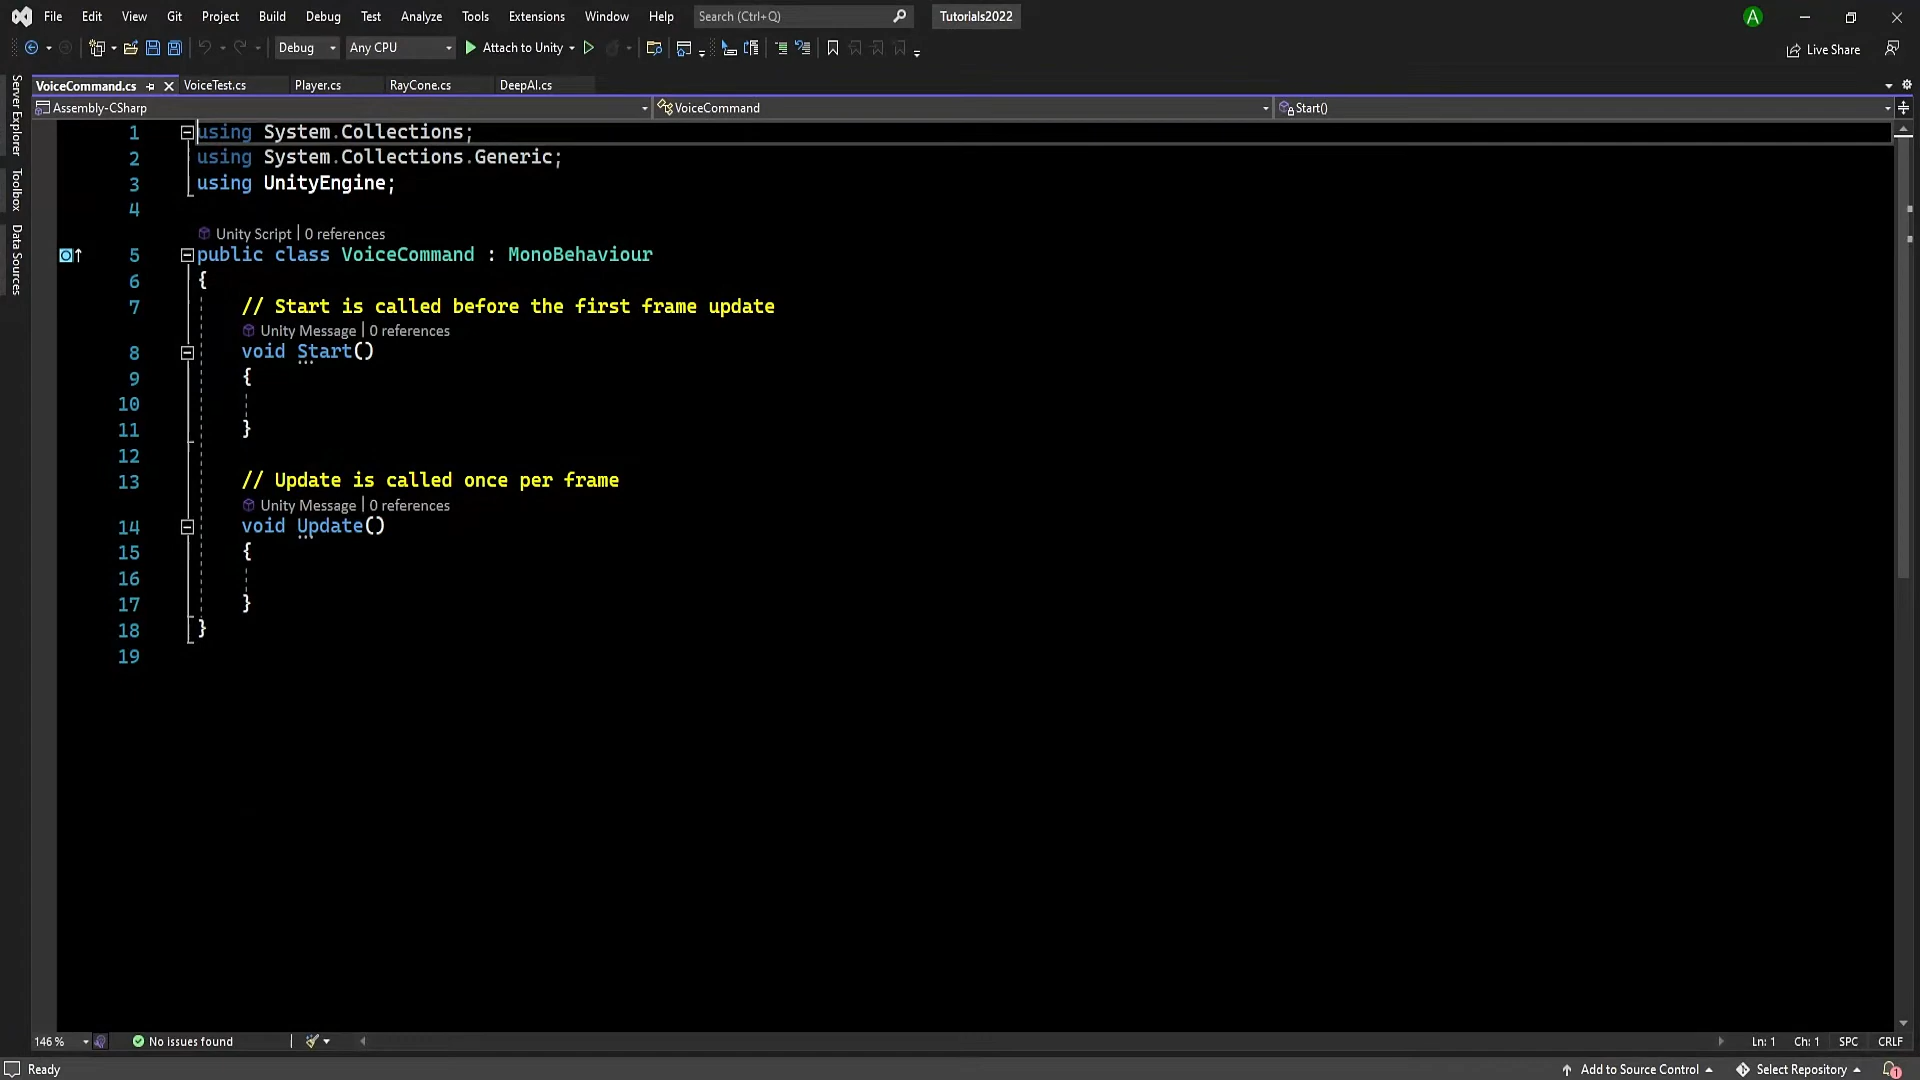 File Edit View Git Project Build Debug Test Analyze Tools Extensions Window Help Search (Ctrl+Q) Tutorials2022 A
Debug Any CPU Attach to Unity Live Share
VoiceCommand.cs VoiceTest.cs Player.cs RayCone.cs DeepAI.cs
Assembly-CSharp VoiceCommand Start()
Server Explorer
Toolbox
Data Sources
1 using System.Collections;
2 using System.Collections.Generic;
3 using UnityEngine;
4
Unity Script | 0 references
5 public class VoiceCommand : MonoBehaviour
6 {
7 // Start is called before the first frame update
Unity Message | 0 references
8 void Start()
9 {
10
11 }
12
13 // Update is called once per frame
Unity Message | 0 references
14 void Update()
15 {
16
17 }
18 }
19
146 % No issues found Ln: 1 Ch: 1 SPC CRLF
Ready Add to Source Control Select Repository 1